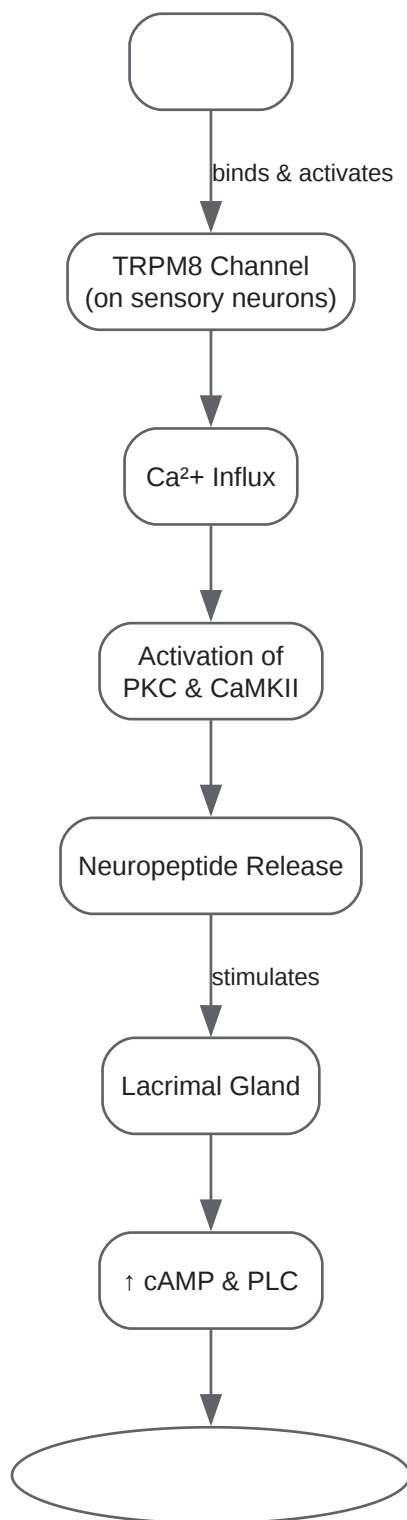 binds & activates
TRPM8 Channel
(on sensory neurons)
Ca²+ Influx
Activation of
PKC & CaMKII
Neuropeptide Release
stimulates
Lacrimal Gland
↑ cAMP & PLC